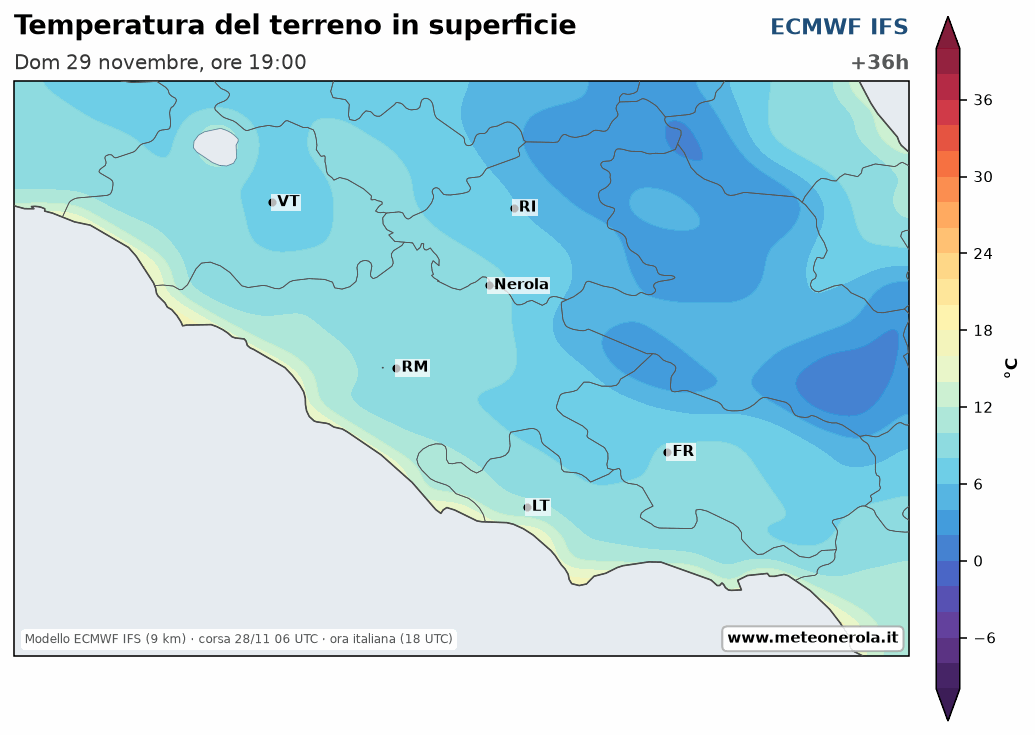 Temperatura del terreno in superficie
ECMWF IFS
Dom 29 novembre, ore 19:00
+36h
VT
RI
Nerola
RM
FR
LT
36
30
24
18
12
6
0
−6
°C
Modello ECMWF IFS (9 km) · corsa 28/11 06 UTC · ora italiana (18 UTC)
www.meteonerola.it